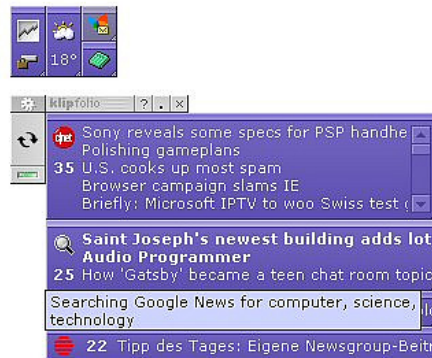 18°
klipfolio
? . ×
cnet
Sony reveals some specs for PSP handhe
Polishing gameplans
35 U.S. cooks up most spam
Browser campaign slams IE
Briefly: Microsoft IPTV to woo Swiss test
Saint Joseph's newest building adds lot
Audio Programmer
25 How 'Gatsby' became a teen chat room topic
Searching Google News for computer, science,
technology
22 Tipp des Tages: Eigene Newsgroup-Beitr